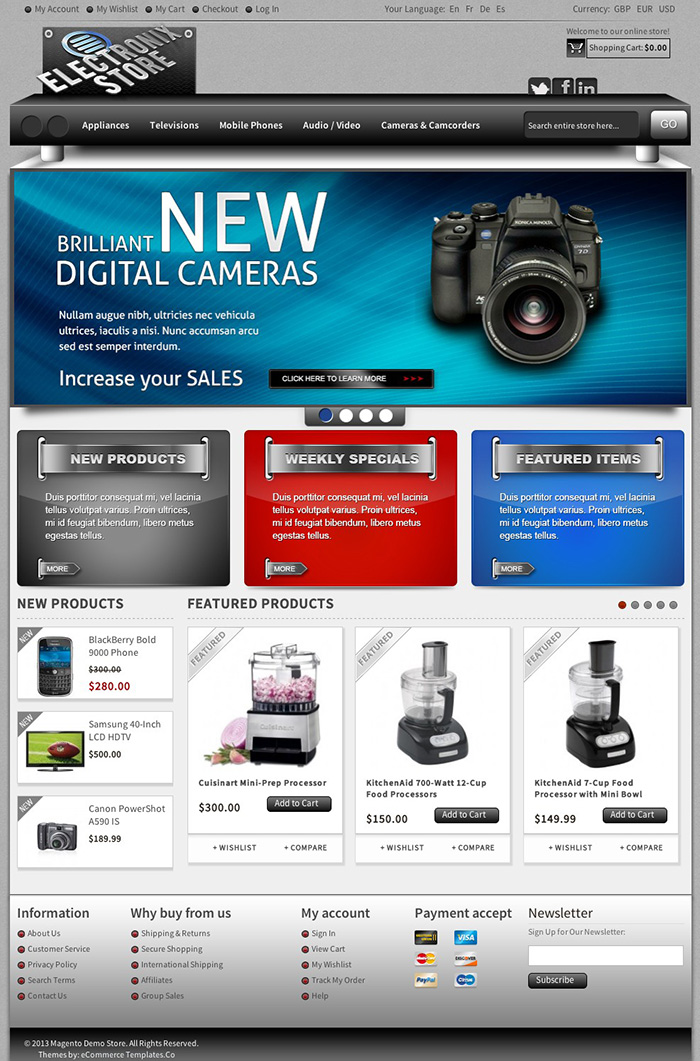 My Account My Wishlist My Cart Checkout Log In Your Language: En Fr De Es Currency: GBP EUR USD
Welcome to our online store!
Shopping Cart: $0.00
ELECTRONIX
STORE
Appliances Televisions Mobile Phones Audio / Video Cameras & Camcorders Search entire store here... GO
BRILLIANT NEW
DIGITAL CAMERAS
KONICA MINOLTA
Nullam augue nibh, ultricies nec vehicula
ultrices, iaculis a nisi. Nunc accumsan arcu
sed est semper interdum.
Increase your SALES CLICK HERE TO LEARN MORE >>>
NEW PRODUCTS
Duis porttitor consequat mi, vel lacinia
tellus volutpat varius. Proin ultrices,
mi id feugiat bibendum, libero metus
egestas tellus.
MORE
WEEKLY SPECIALS
Duis porttitor consequat mi, vel lacinia
tellus volutpat varius. Proin ultrices,
mi id feugiat bibendum, libero metus
egestas tellus.
MORE
FEATURED ITEMS
Duis porttitor consequat mi, vel lacinia
tellus volutpat varius. Proin ultrices,
mi id feugiat bibendum, libero metus
egestas tellus.
MORE
NEW PRODUCTS
NEW
BlackBerry Bold
9000 Phone
$300.00
$280.00
NEW
Samsung 40-Inch
LCD HDTV
$500.00
NEW
Canon PowerShot
A590 IS
$189.99
FEATURED PRODUCTS
FEATURED
Cuisinart
Cuisinart Mini-Prep Processor
$300.00 Add to Cart
+ WISHLIST + COMPARE
FEATURED
KitchenAid 700-Watt 12-Cup
Food Processors
$150.00 Add to Cart
+ WISHLIST + COMPARE
FEATURED
KitchenAid 7-Cup Food
Processor with Mini Bowl
$149.99 Add to Cart
+ WISHLIST + COMPARE
Information
About Us
Customer Service
Privacy Policy
Search Terms
Contact Us
Why buy from us
Shipping & Returns
Secure Shopping
International Shipping
Affiliates
Group Sales
My account
Sign In
View Cart
My Wishlist
Track My Order
Help
Payment accept
VISA
DISCOVER
PayPal
Newsletter
Sign Up for Our Newsletter:
Subscribe
© 2013 Magento Demo Store. All Rights Reserved.
Themes by: eCommerce Templates.Co